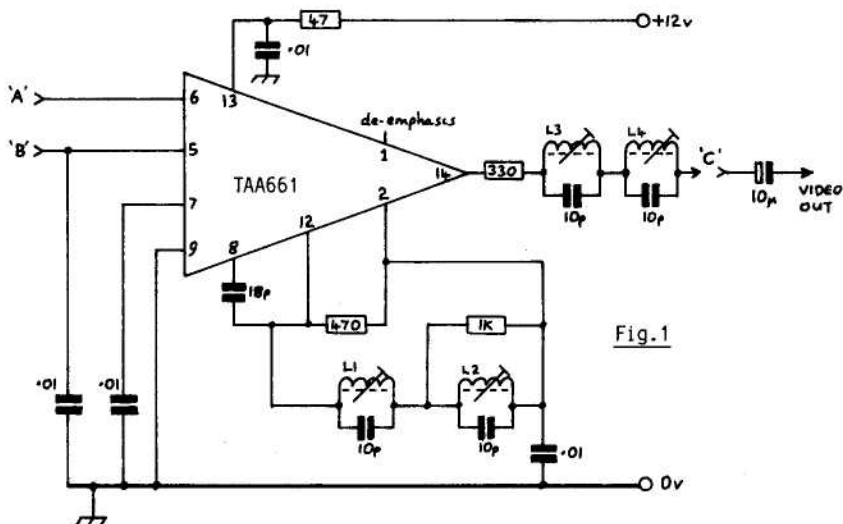 47
+12v
.01
'A'
6
13
de-emphasis
1
'B'
5
TAA661
14
330
L3
L4
'C'
10p
10p
10µ
VIDEO
OUT
7
12
2
9
8
18p
470
1K
Fig.1
L1
L2
.01
.01
10p
10p
.01
0v